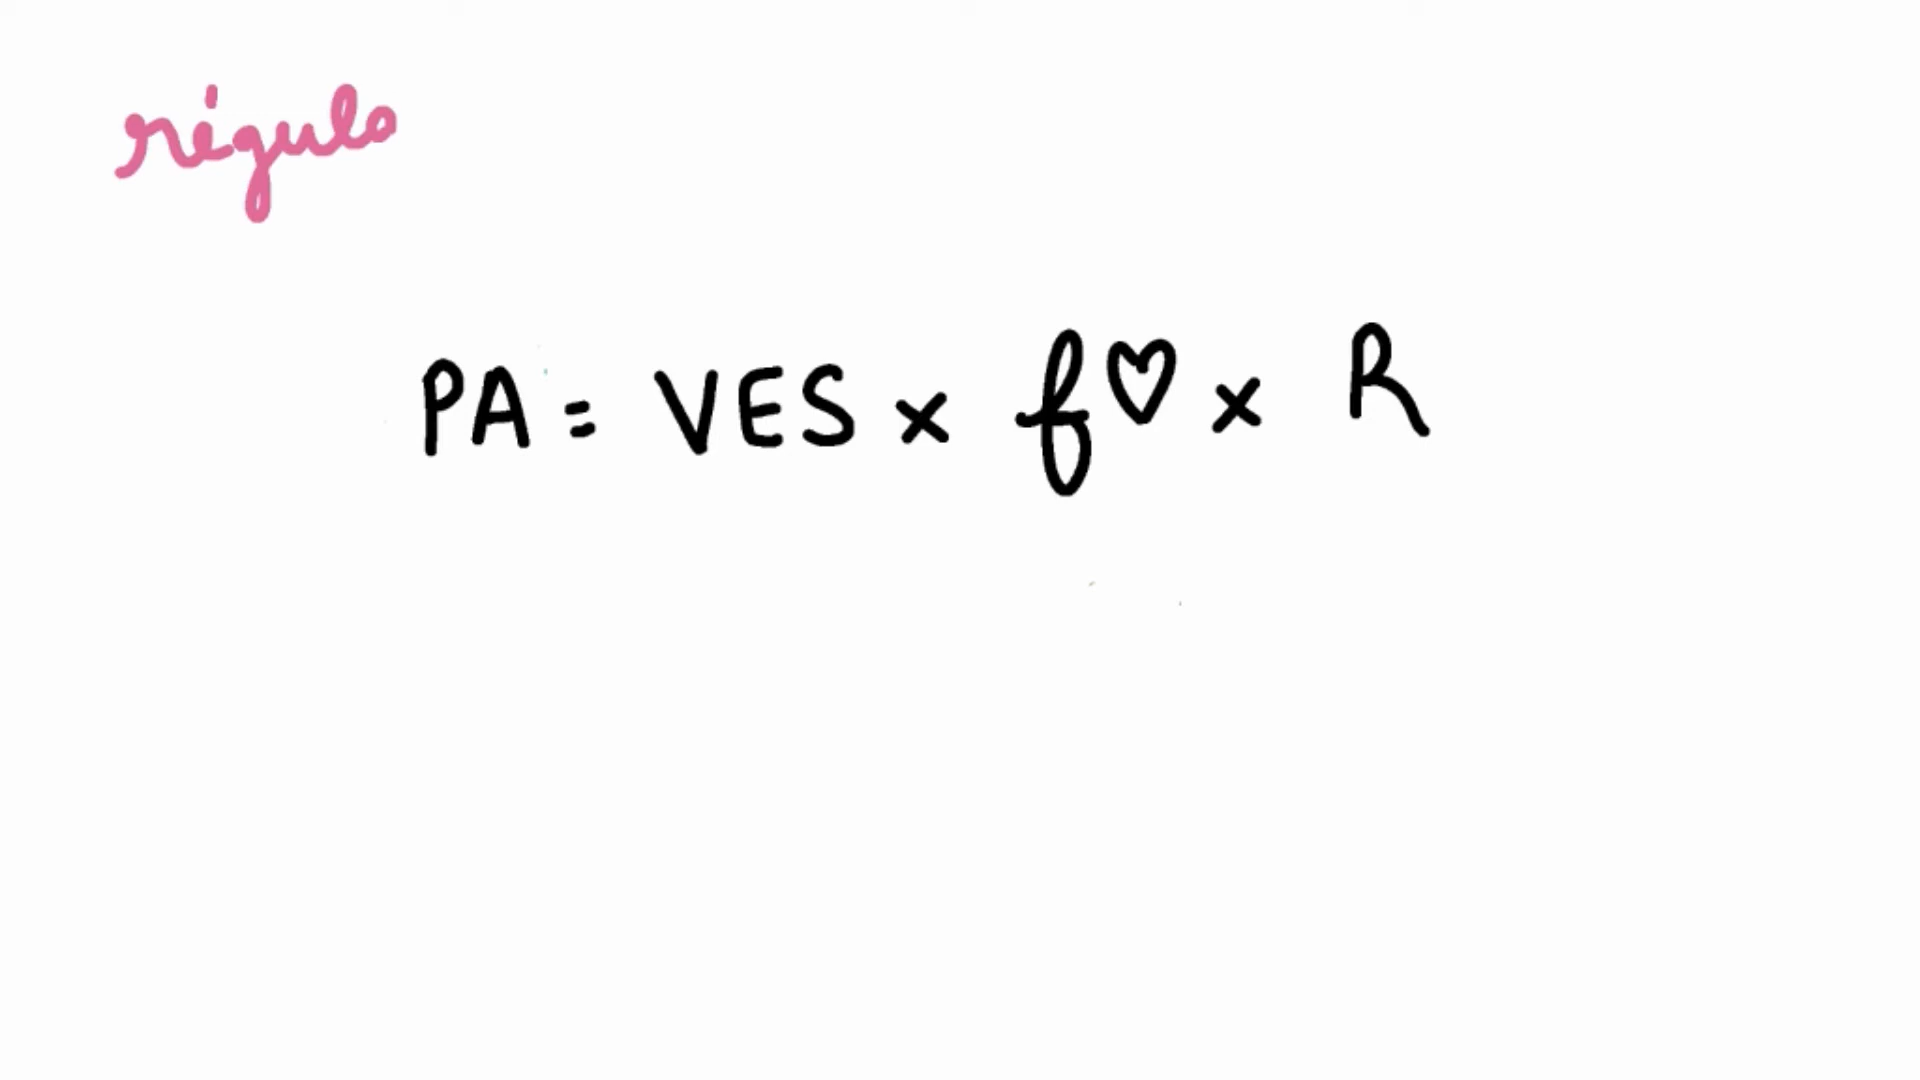 régulo
PA = VES x f♡ x R